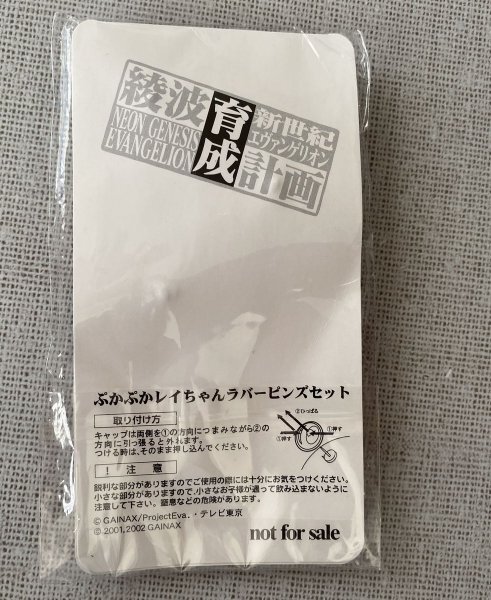 綾波育成計画
新世紀
エヴァンゲリオン
NEON GENESIS
EVANGELION
ぷかぷかレイちゃんラバーピンズセット
取り付け方
キャップは両側を①の方向につまみながら②の
方向に引っ張ると外れます。
つける時は、そのまま押し込んでください。
②ひっぱる
①押す
①押す
! 注 意
鋭利な部分がありますのでご使用の際には十分にお気をつけください。
小さな部分がありますので、小さなお子様が誤って飲み込まないように
注意して下さい。窒息などの危険があります。
© GAINAX/ProjectEva.・テレビ東京
© 2001,2002 GAINAX
not for sale